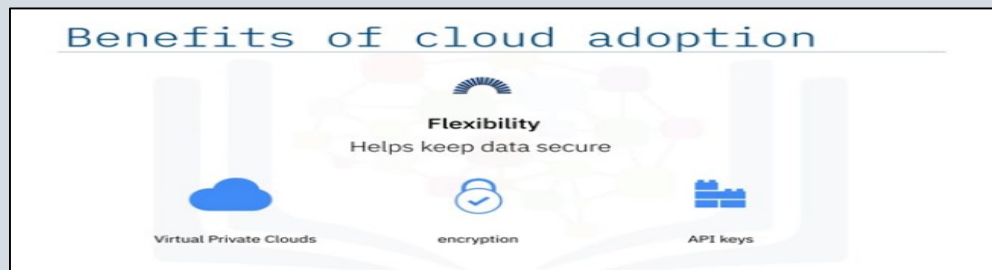 Benefits of cloud adoption
Flexibility
Helps keep data secure
Virtual Private Clouds encryption API keys